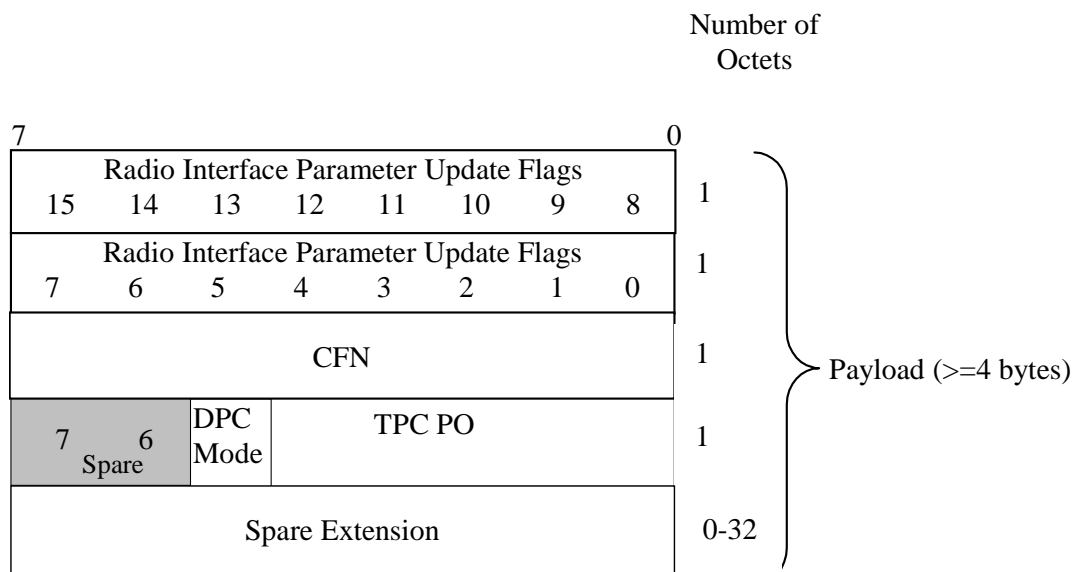 Number of
Octets
7 0
Radio Interface Parameter Update Flags
15 14 13 12 11 10 9 8
1
Radio Interface Parameter Update Flags
7 6 5 4 3 2 1 0
1
CFN
1
Payload (>=4 bytes)
7 6
Spare
DPC
Mode
TPC PO
1
Spare Extension
0-32